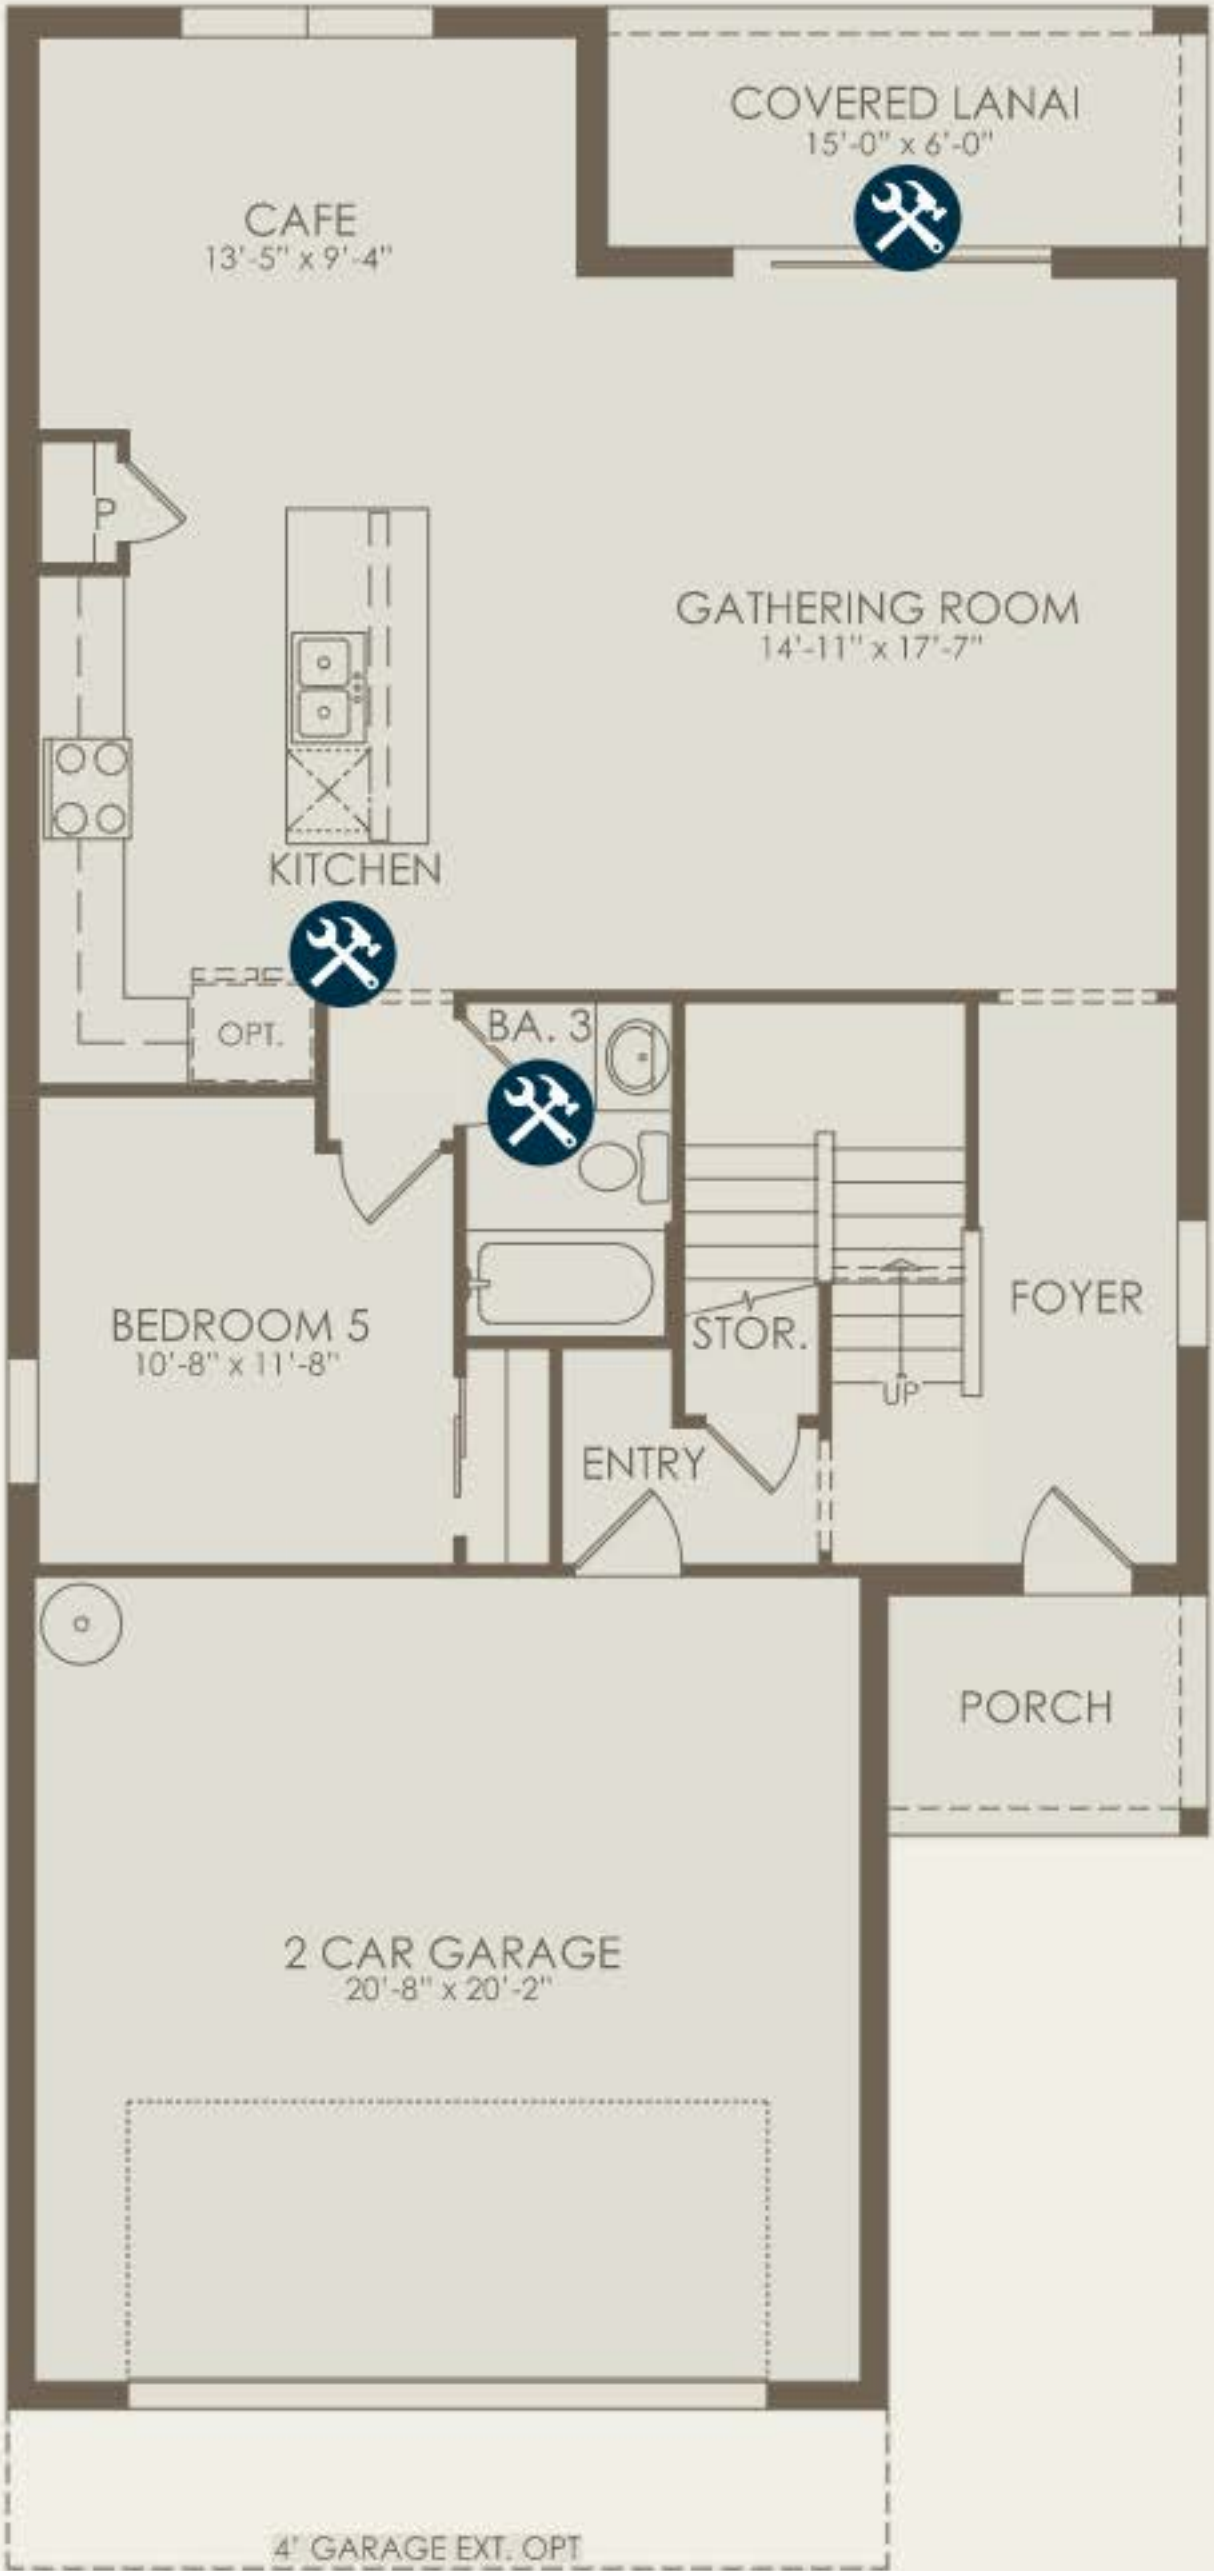 COVERED LANAI
15'-0" x 6'-0"
CAFE
13'-5" x 9'-4"
P
GATHERING ROOM
14'-11" x 17'-7"
KITCHEN
OPT.
BA. 3
BEDROOM 5
10'-8" x 11'-8"
STOR.
FOYER
UP
ENTRY
PORCH
2 CAR GARAGE
20'-8" x 20'-2"
4' GARAGE EXT. OPT